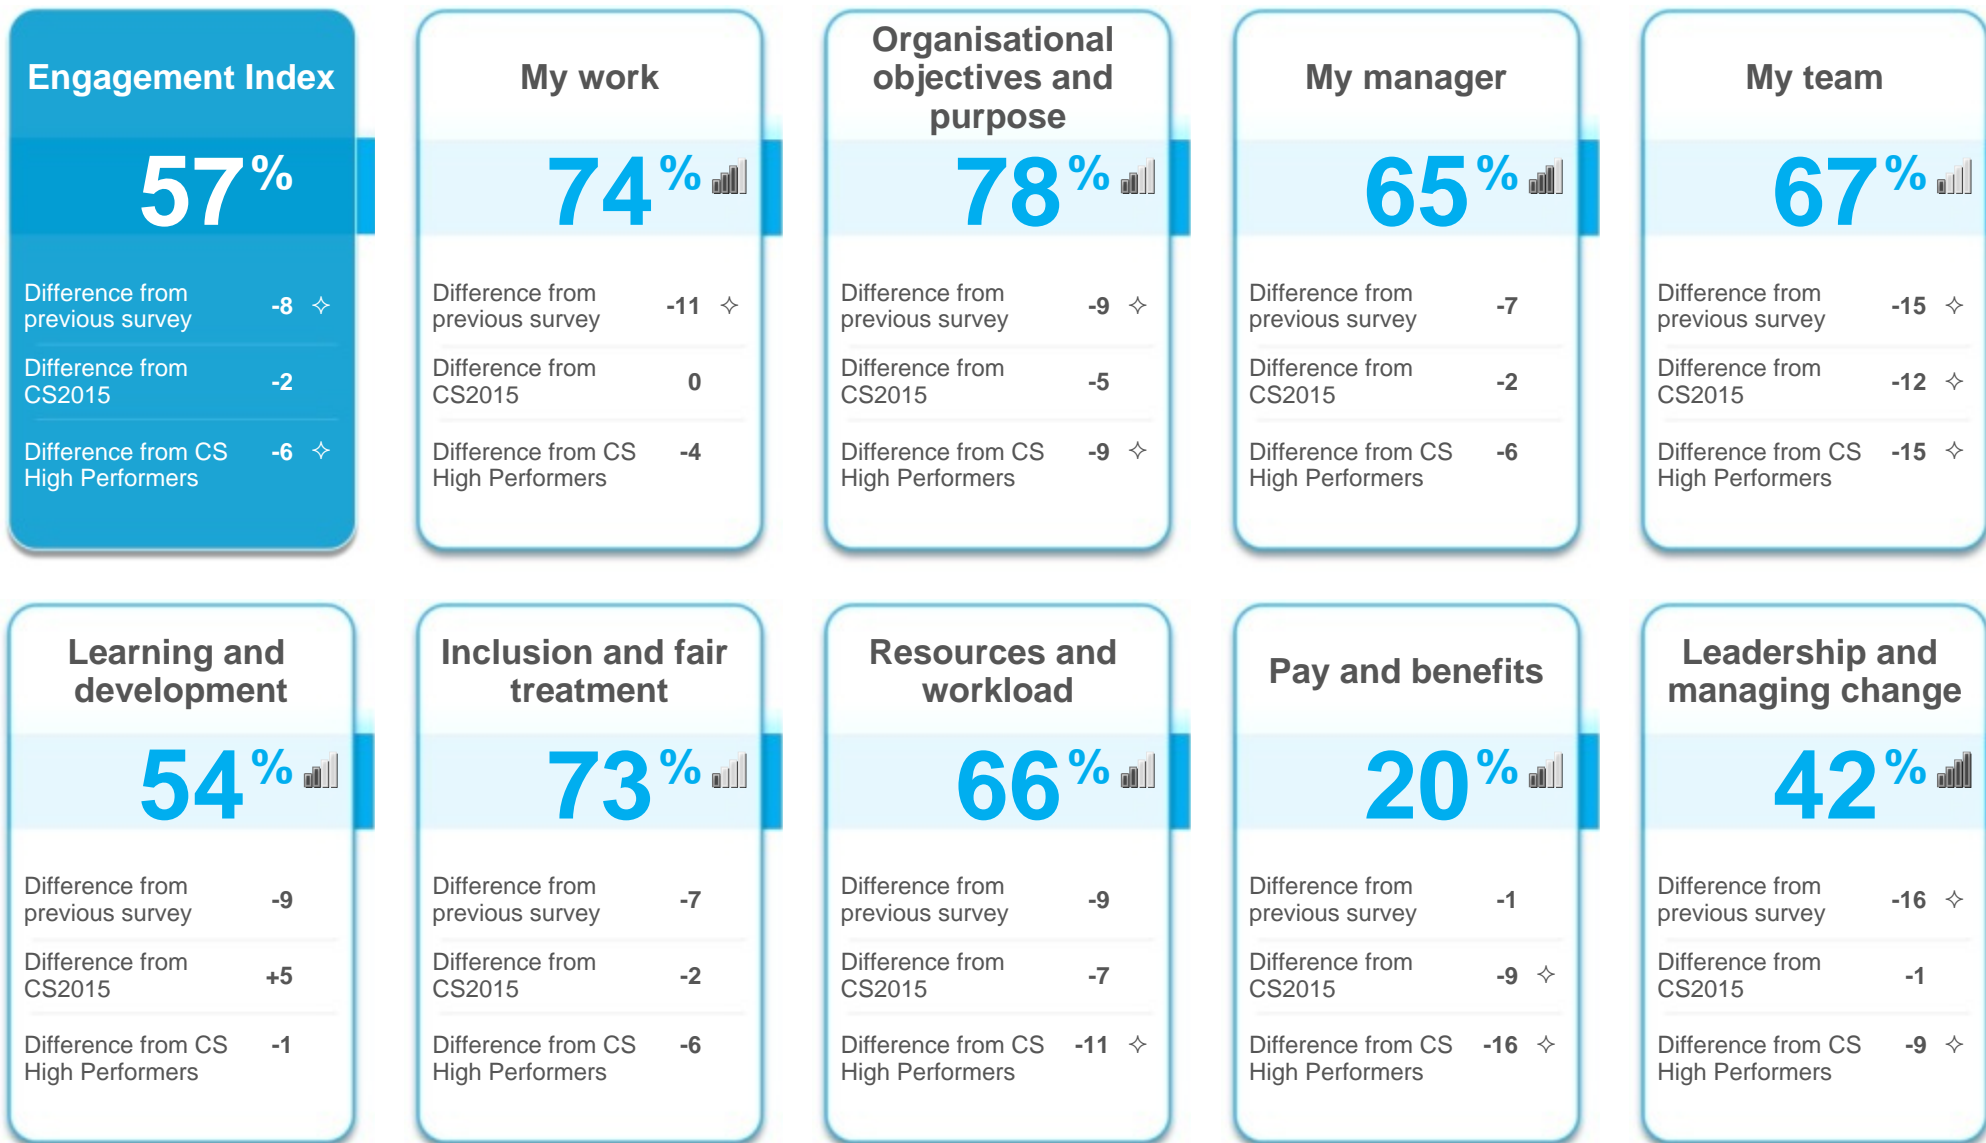 Engagement Index
57%
Difference from
previous survey
-8 ✧
Difference from
CS2015
-2
Difference from CS
High Performers
-6 ✧
My work
74%
Difference from
previous survey
-11 ✧
Difference from
CS2015
0
Difference from CS
High Performers
-4
Organisational
objectives and
purpose
78%
Difference from
previous survey
-9 ✧
Difference from
CS2015
-5
Difference from CS
High Performers
-9 ✧
My manager
65%
Difference from
previous survey
-7
Difference from
CS2015
-2
Difference from CS
High Performers
-6
My team
67%
Difference from
previous survey
-15 ✧
Difference from
CS2015
-12 ✧
Difference from CS
High Performers
-15 ✧
Learning and
development
54%
Difference from
previous survey
-9
Difference from
CS2015
+5
Difference from CS
High Performers
-1
Inclusion and fair
treatment
73%
Difference from
previous survey
-7
Difference from
CS2015
-2
Difference from CS
High Performers
-6
Resources and
workload
66%
Difference from
previous survey
-9
Difference from
CS2015
-7
Difference from CS
High Performers
-11 ✧
Pay and benefits
20%
Difference from
previous survey
-1
Difference from
CS2015
-9 ✧
Difference from CS
High Performers
-16 ✧
Leadership and
managing change
42%
Difference from
previous survey
-16 ✧
Difference from
CS2015
-1
Difference from CS
High Performers
-9 ✧